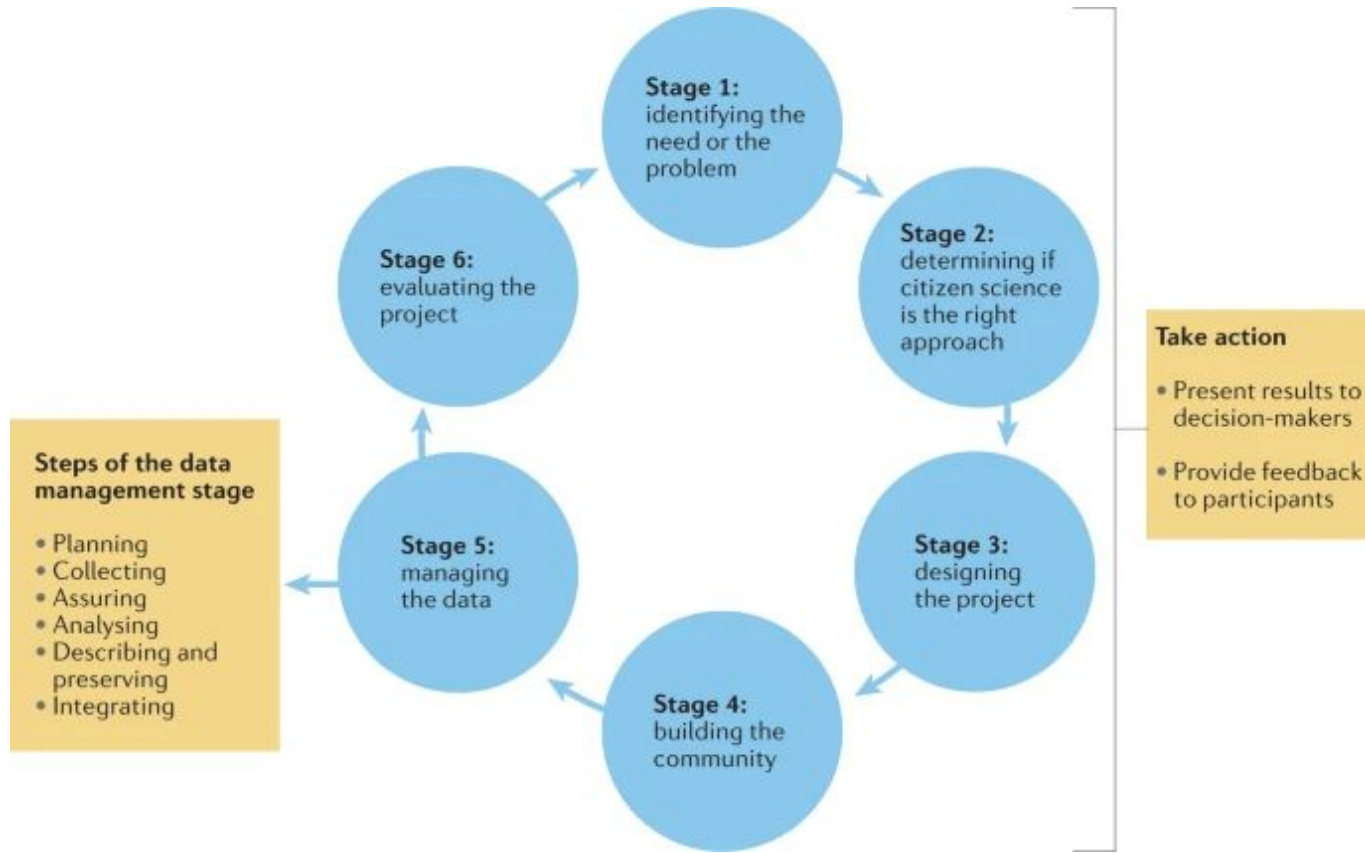 Stage 1:
identifying the
need or the
problem
Stage 2:
determining if
citizen science
is the right
approach
Stage 3:
designing
the project
Stage 4:
building the
community
Stage 5:
managing
the data
Stage 6:
evaluating the
project
Steps of the data
management stage
• Planning
• Collecting
• Assuring
• Analysing
• Describing and
preserving
• Integrating
Take action
• Present results to
decision-makers
• Provide feedback
to participants